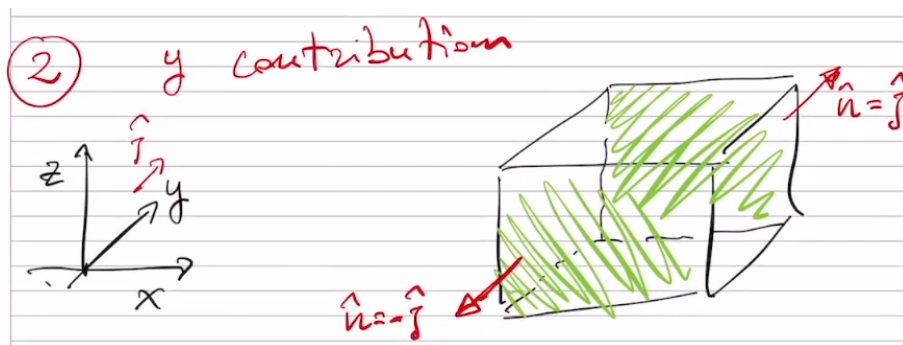 2 y contribution
n̂ = ĵ
ĵ
z
y
x
n̂ = -ĵ